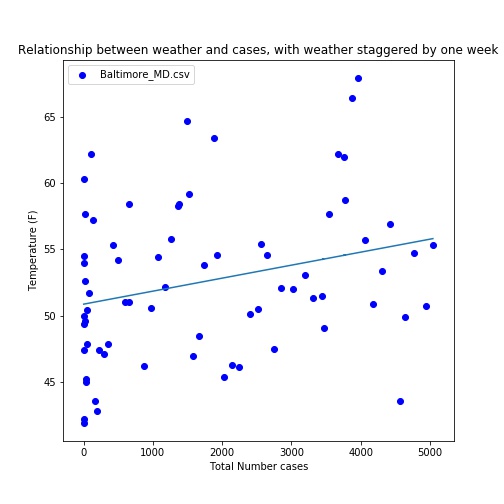 Relationship between weather and cases, with weather staggered by one week
Baltimore_MD.csv
Temperature (F)
65
60
55
50
45
0 1000 2000 3000 4000 5000
Total Number cases